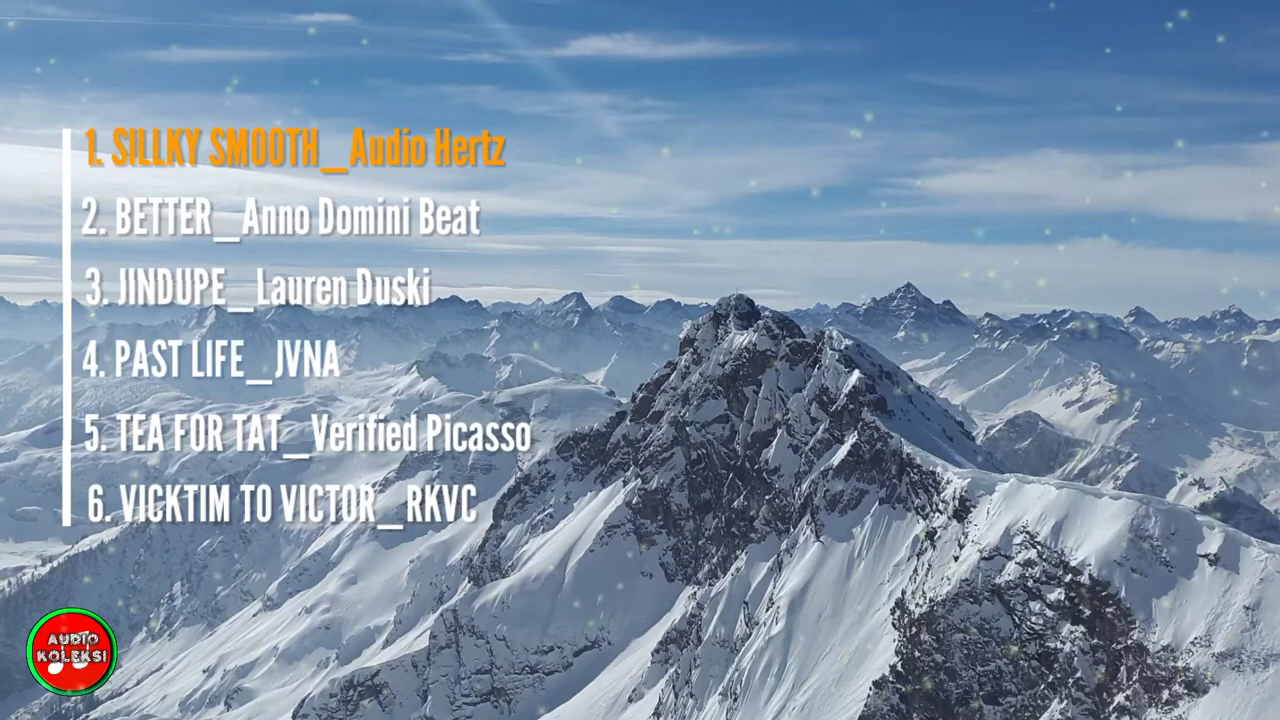 1. SILLKY SMOOTH_Audio Hertz
2. BETTER_Anno Domini Beat
3. JINDUPE_Lauren Duski
4. PAST LIFE_JVNA
5. TEA FOR TAT_Verified Picasso
6. VICKTIM TO VICTOR_RKVC
AUDIO
KOLEKSI